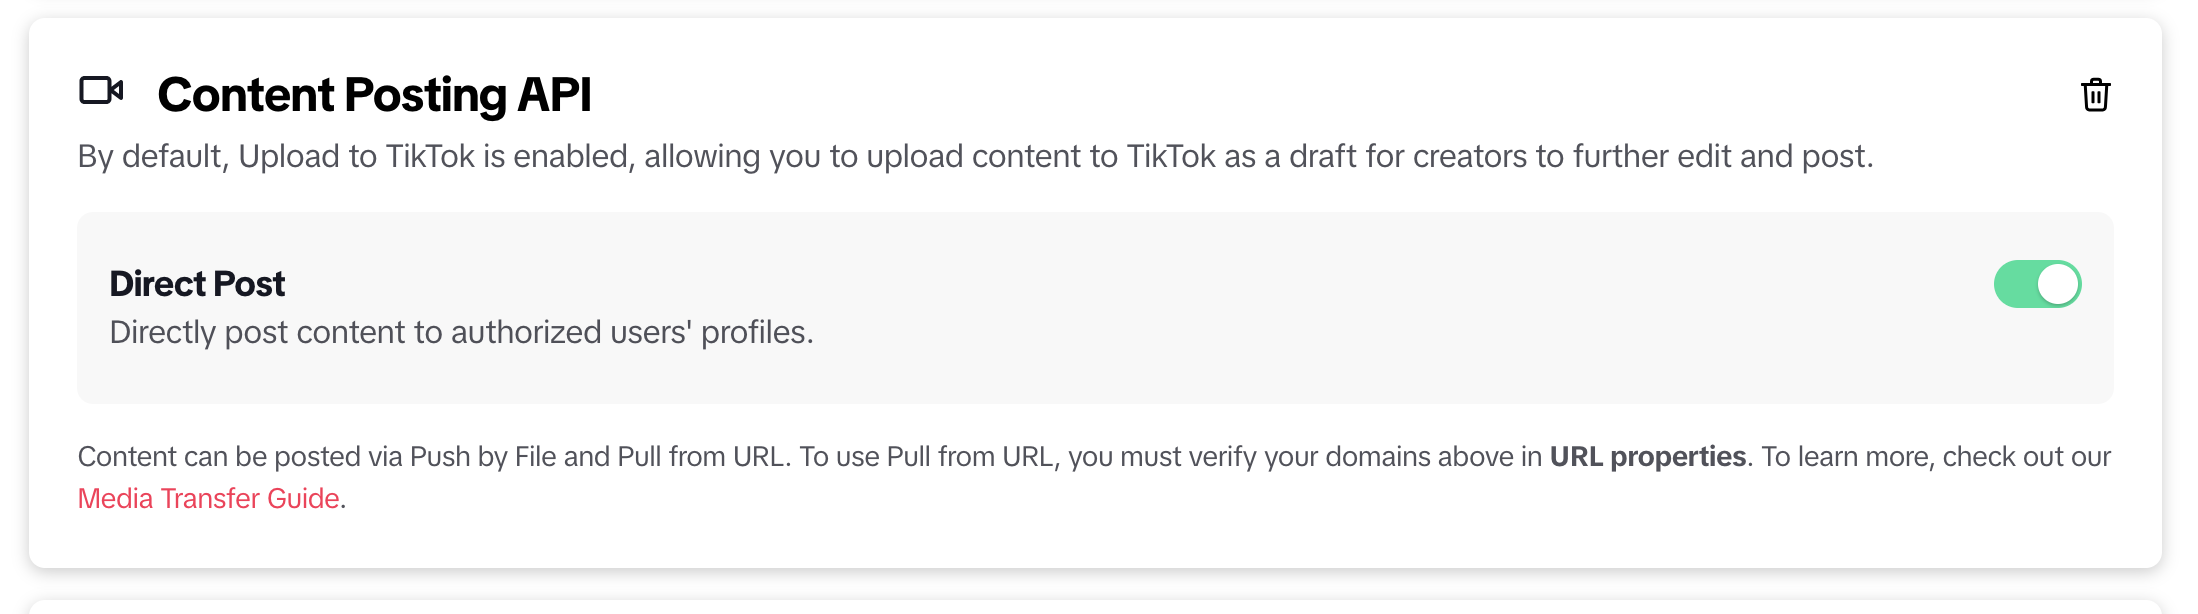 Content Posting API
By default, Upload to TikTok is enabled, allowing you to upload content to TikTok as a draft for creators to further edit and post.
Direct Post
Directly post content to authorized users' profiles.
Content can be posted via Push by File and Pull from URL. To use Pull from URL, you must verify your domains above in URL properties. To learn more, check out our
Media Transfer Guide.